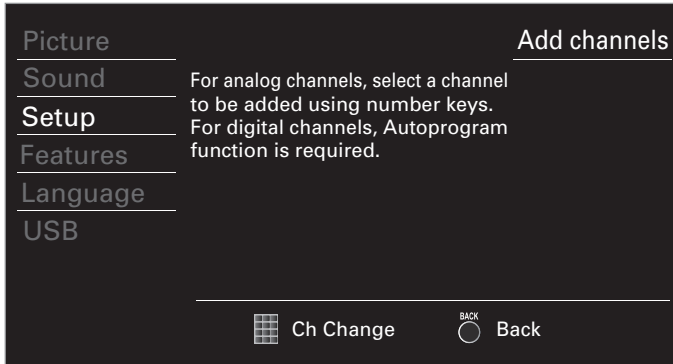 Picture
Sound
Setup
Features
Language
USB
Add channels
For analog channels, select a channel
to be added using number keys.
For digital channels, Autoprogram
function is required.
Ch Change
BACK
Back